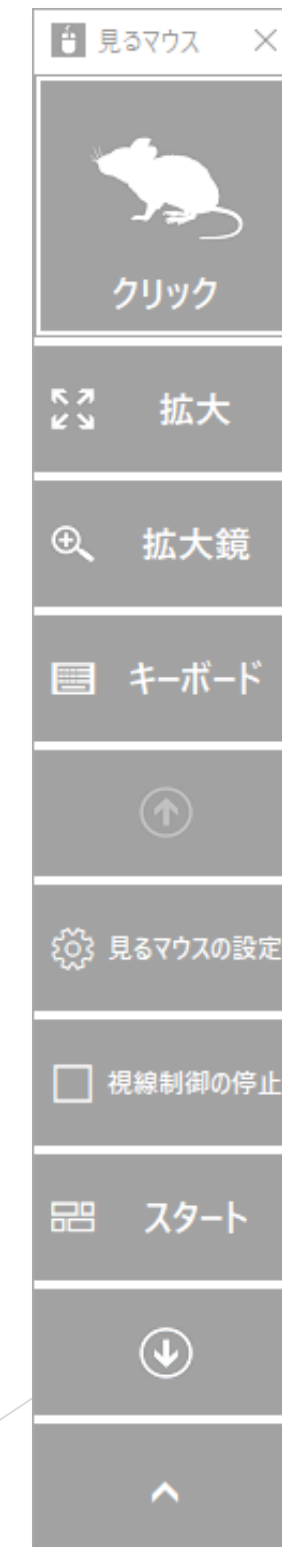 見るマウス
クリック
拡大
拡大鏡
キーボード
見るマウスの設定
視線制御の停止
スタート